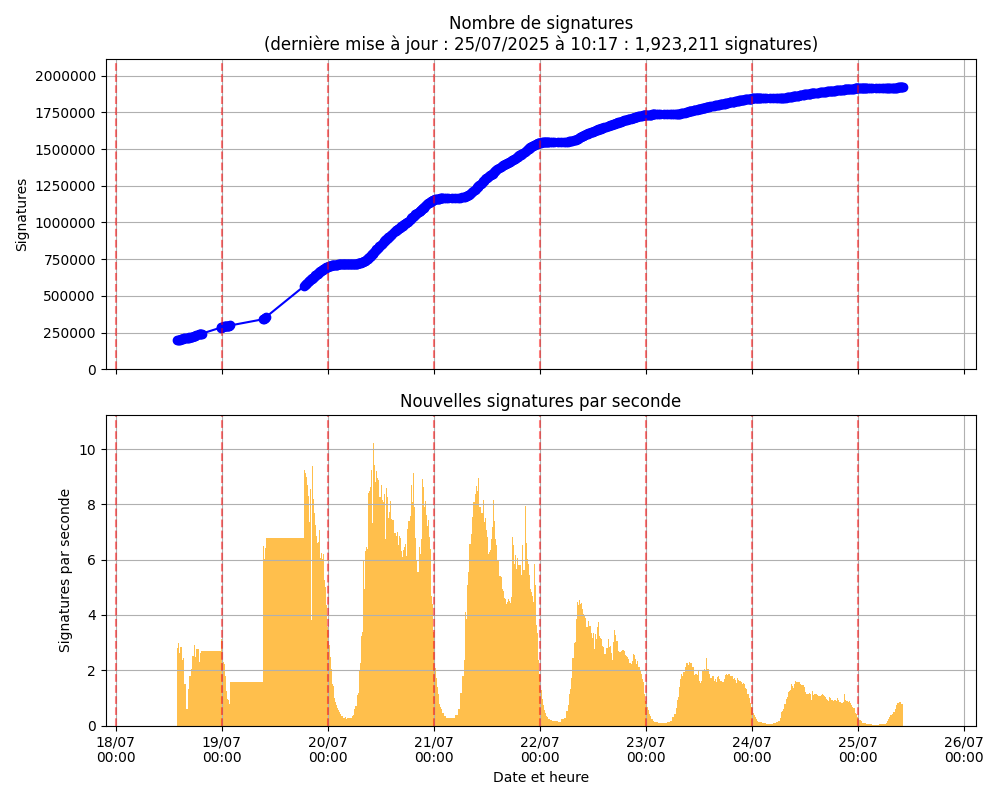 Nombre de signatures
(dernière mise à jour : 25/07/2025 à 10:17 : 1,923,211 signatures)
2000000
1750000
1500000
1250000
1000000
750000
500000
250000
0
Signatures
Nouvelles signatures par seconde
10
8
6
4
2
0
Signatures par seconde
18/07 19/07 20/07 21/07 22/07 23/07 24/07 25/07 26/07
00:00 00:00 00:00 00:00 00:00 00:00 00:00 00:00 00:00
Date et heure